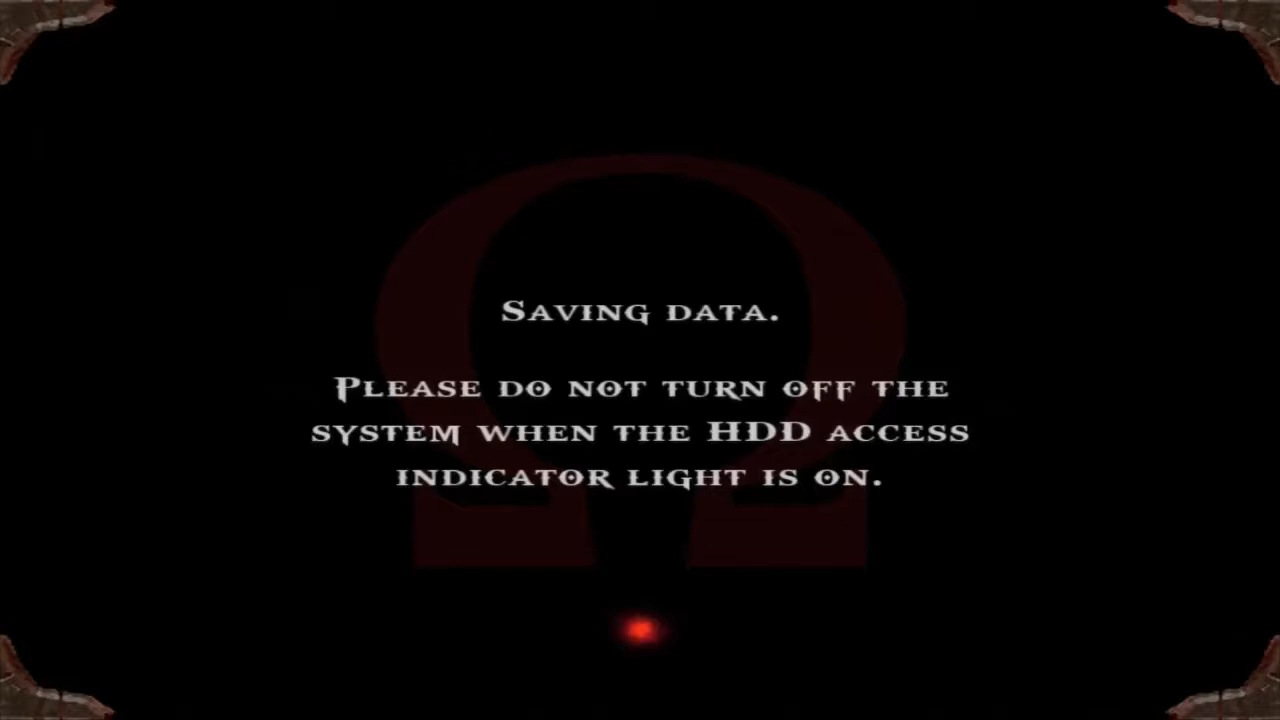 Saving data.
Please do not turn off the
system when the HDD access
indicator light is on.